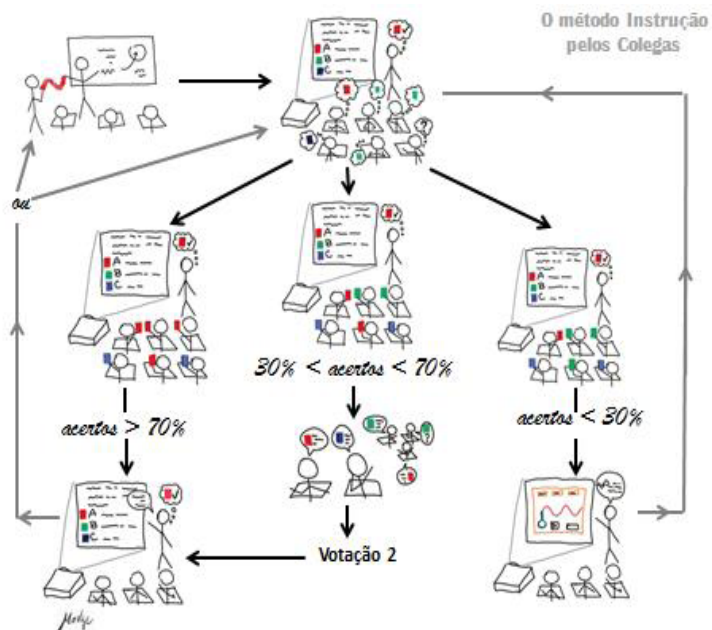 O método Instrução
pelos Colegas
A
B
C
?
ou
A
B
C
A
B
C
A
B
C
30% < acertos < 70%
acertos > 70%
acertos < 30%
?
A
B
C
Votação 2